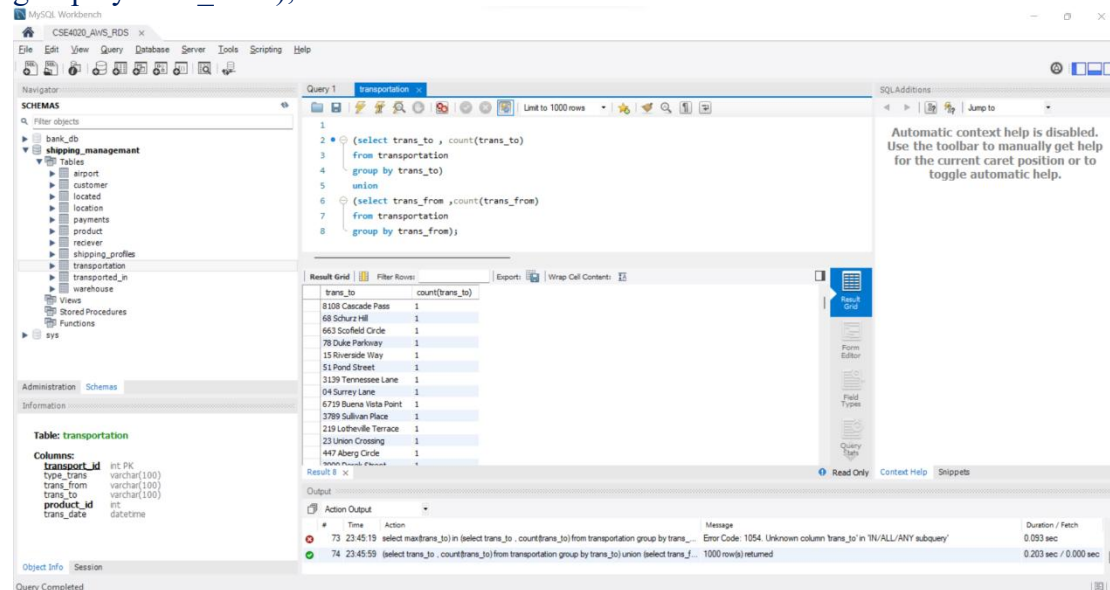 MySQL Workbench
CSE4020_AWS_RDS ×
File Edit View Query Database Server Tools Scripting Help
Navigator
SCHEMAS
Filter objects
bank_db
shipping_managemant
Tables
airport
customer
located
location
payments
product
reciever
shipping_profles
transportation
transported_in
warehouse
Views
Stored Procedures
Functions
sys
Administration Schemas
Information
Table: transportation
Columns:
transport_id int PK
type_trans varchar(100)
trans_from varchar(100)
trans_to varchar(100)
product_id int
trans_date datetime
Object Info Session
Query Completed
Query 1 transportation ×
Limit to 1000 rows
1
2 (select trans_to , count(trans_to)
3 from transportation
4 group by trans_to)
5 union
6 (select trans_from ,count(trans_from)
7 from transportation
8 group by trans_from);
Result Grid Filter Rows: Export: Wrap Cell Content:
trans_to count(trans_to)
8108 Cascade Pass 1
68 Schurz Hill 1
663 Scofield Circle 1
78 Duke Parkway 1
15 Riverside Way 1
51 Pond Street 1
3139 Tennessee Lane 1
04 Surrey Lane 1
6719 Buena Vista Point 1
3789 Sullivan Place 1
219 Lotheville Terrace 1
23 Union Crossing 1
447 Aberg Circle 1
Result Grid
Form Editor
Field Types
Query Stats
Result 8 ×
Read Only
Output
Action Output
# Time Action Message Duration / Fetch
73 23:45:19 select max(trans_to) in (select trans_to , count(trans_to) from transportation group by trans_... Error Code: 1054. Unknown column 'trans_to' in 'IN/ALL/ANY subquery' 0.093 sec
74 23:45:59 (select trans_to , count(trans_to) from transportation group by trans_to) union (select trans_f... 1000 row(s) returned 0.203 sec / 0.000 sec
SQLAdditions
Jump to
Automatic context help is disabled.
Use the toolbar to manually get help
for the current caret position or to
toggle automatic help.
Context Help Snippets